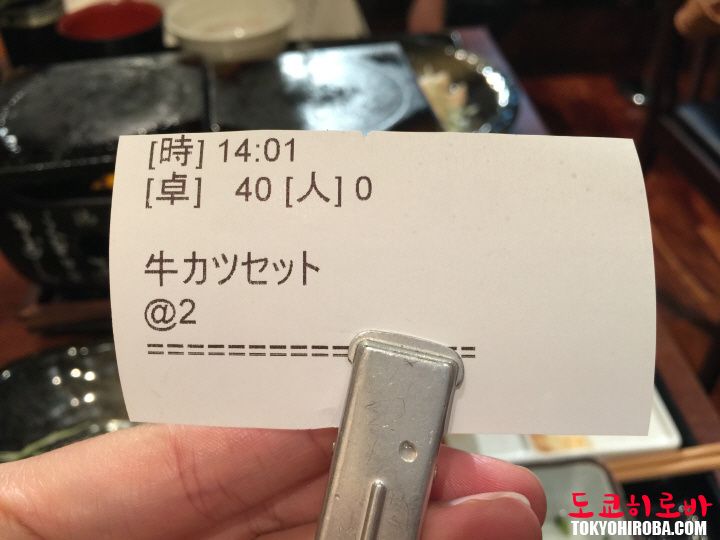 [時] 14:01
[卓] 40 [人] 0
牛カツセット
@2
=================
도쿄히로바
TOKYOHIROBA.COM